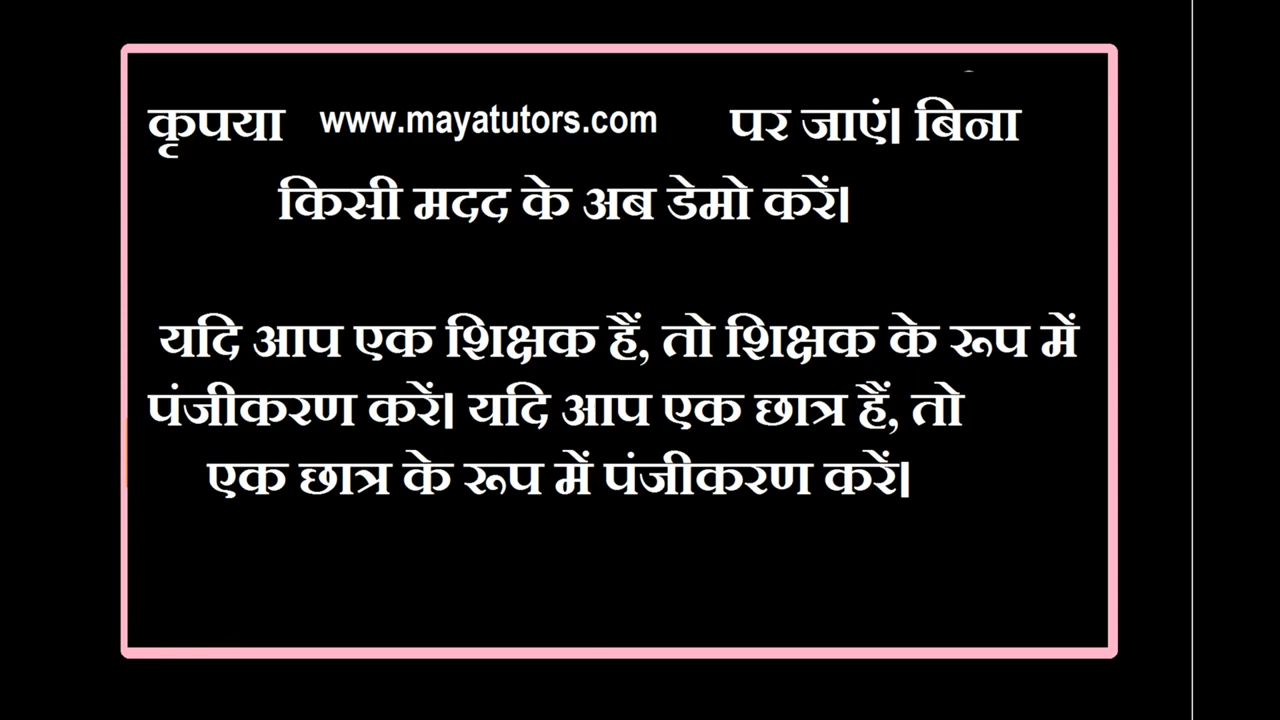 कृपया www.mayatutors.com पर जाएं। बिना
किसी मदद के अब डेमो करें।
यदि आप एक शिक्षक हैं, तो शिक्षक के रूप में
पंजीकरण करें। यदि आप एक छात्र हैं, तो
एक छात्र के रूप में पंजीकरण करें।